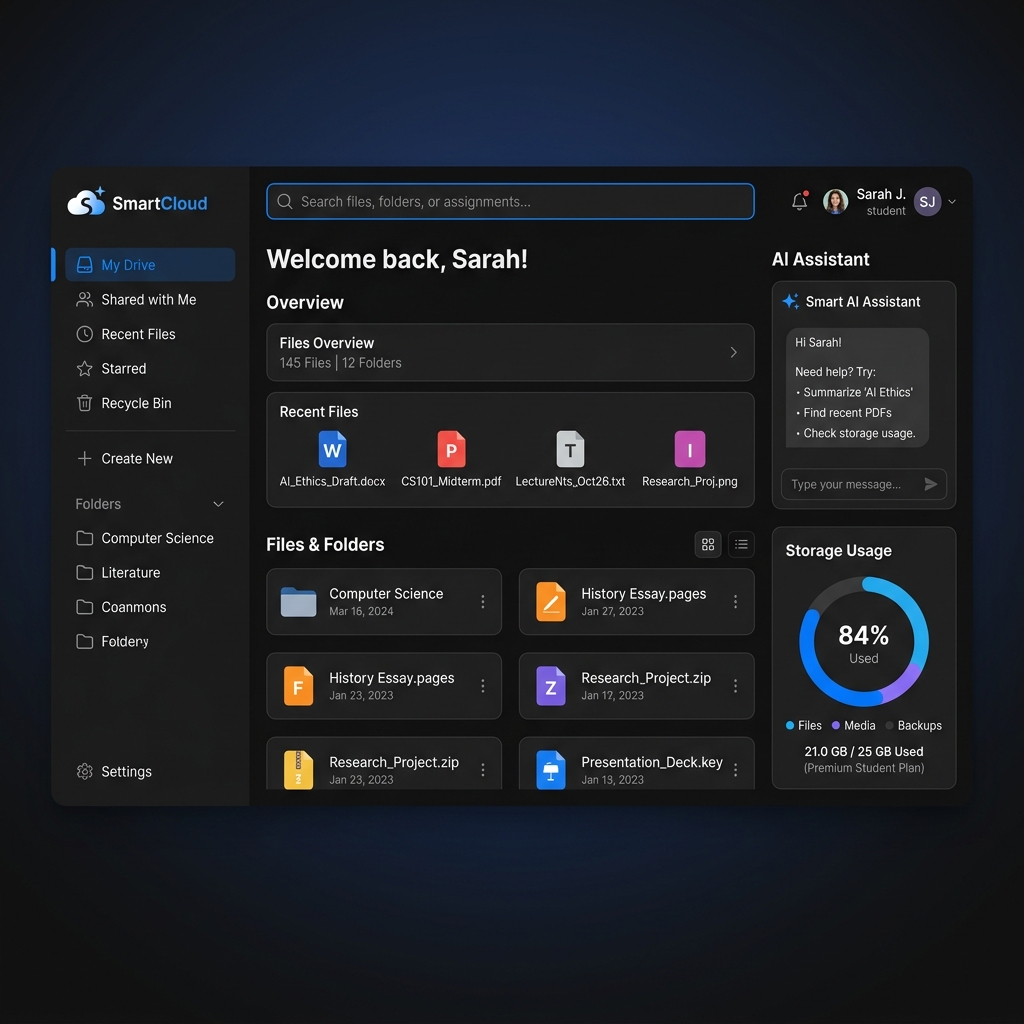 SmartCloud
My Drive
Shared with Me
Recent Files
Starred
Recycle Bin
Create New
Folders
Computer Science
Literature
Coanmons
Foldeny
Settings
Search files, folders, or assignments...
Sarah J.
student
SJ
Welcome back, Sarah!
Overview
Files Overview
145 Files | 12 Folders
Recent Files
W
P
T
I
AI_Ethics_Draft.docx
CS101_Midterm.pdf
LectureNts_Oct26.txt
Research_Proj.png
Files & Folders
Computer Science
Mar 16, 2024
History Essay.pages
Jan 27, 2023
F
History Essay.pages
Jan 23, 2023
Z
Research_Project.zip
Jan 17, 2023
Research_Project.zip
Jan 23, 2023
Presentation_Deck.key
Jan 13, 2023
AI Assistant
Smart AI Assistant
Hi Sarah!
Need help? Try:
• Summarize 'AI Ethics'
• Find recent PDFs
• Check storage usage.
Type your message...
Storage Usage
84%
Used
Files
Media
Backups
21.0 GB / 25 GB Used
(Premium Student Plan)